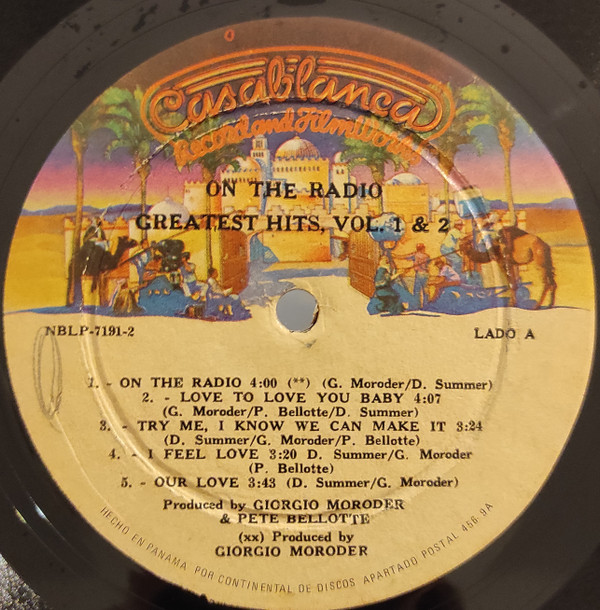 Casablanca
Record and FilmWorks
ON THE RADIO
GREATEST HITS, VOL. 1 & 2
NBLP-7191-2
LADO A
1. - ON THE RADIO 4:00 (**) (G. Moroder/D. Summer)
2. - LOVE TO LOVE YOU BABY 4:07
(G. Moroder/P. Bellotte/D. Summer)
3. - TRY ME, I KNOW WE CAN MAKE IT 3:24
(D. Summer/G. Moroder/P. Bellotte)
4. - I FEEL LOVE 3:20 D. Summer/G. Moroder
(P. Bellotte)
5. - OUR LOVE 3:43 (D. Summer/G. Moroder)
Produced by GIORGIO MORODER
& PETE BELLOTTE
(xx) Produced by
GIORGIO MORODER
HECHO EN PANAMA POR CONTINENTAL DE DISCOS APARTADO POSTAL 456, 9A